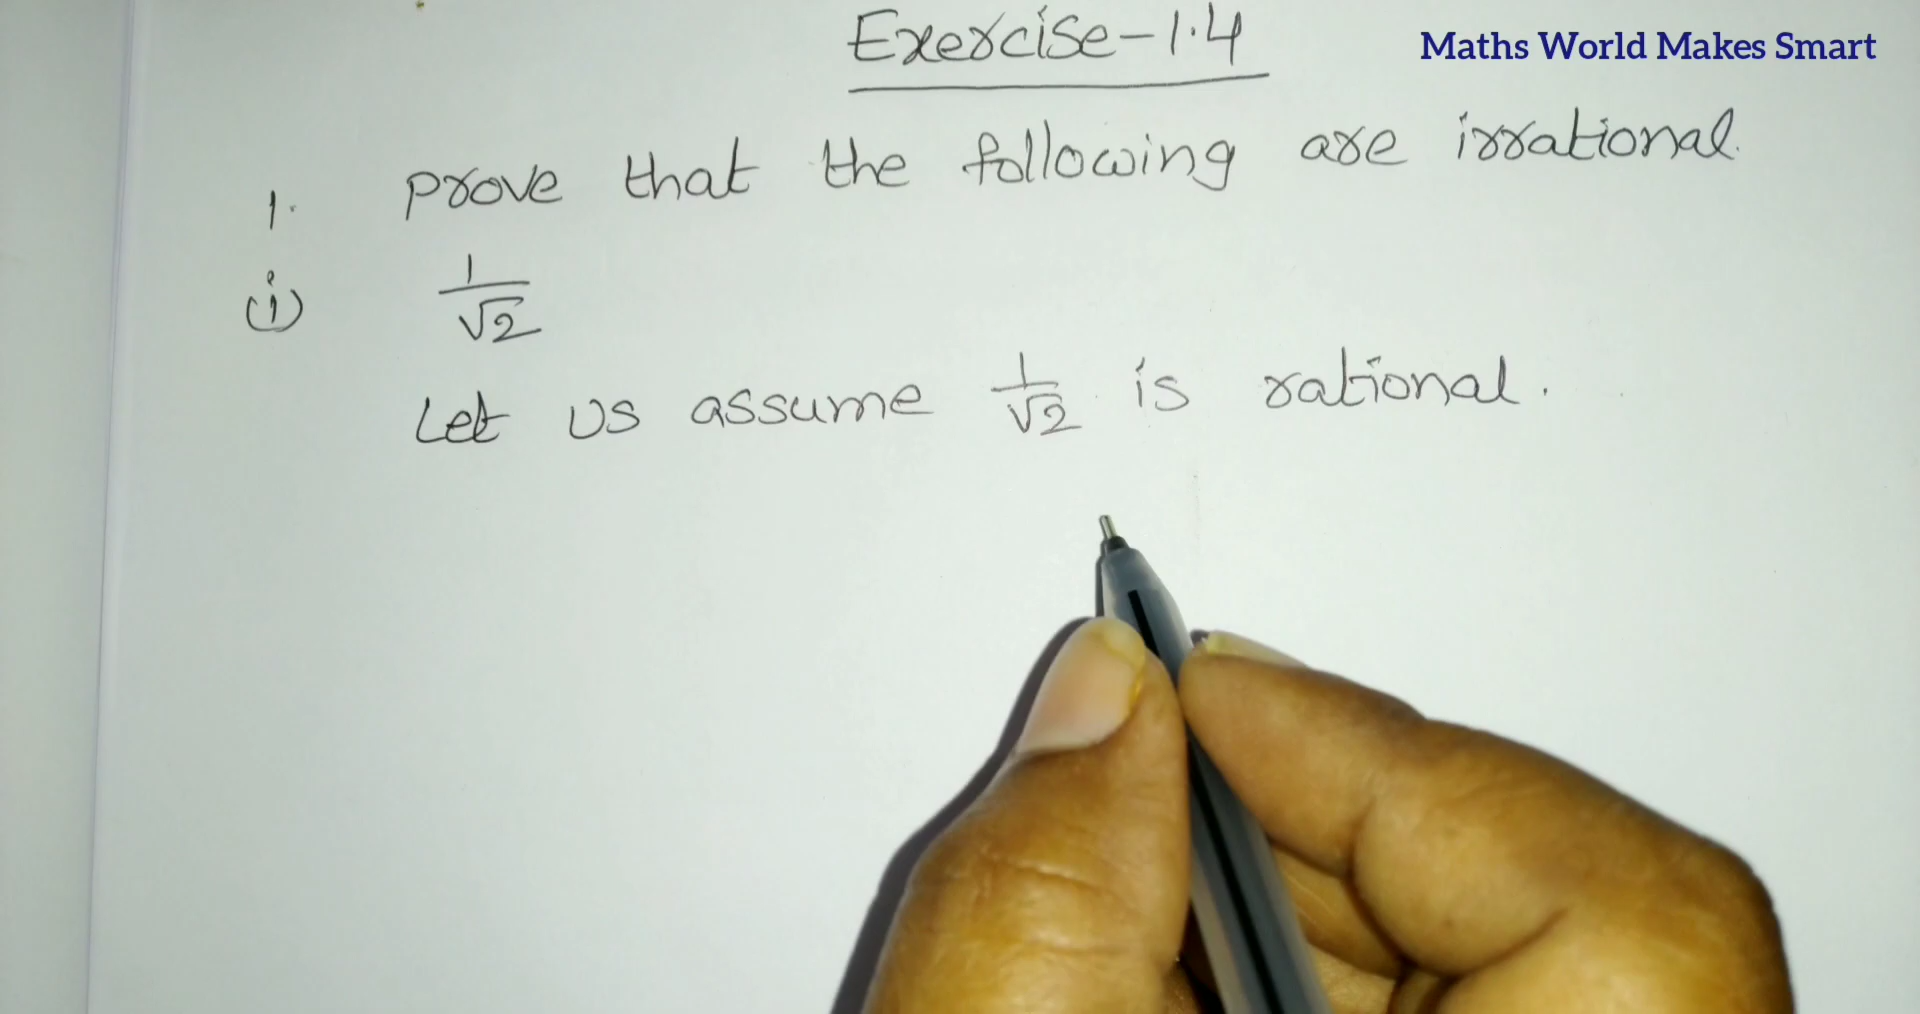 Exercise-1.4
Maths World Makes Smart
1. prove that the following are irrational.
(i) 1/√2
Let us assume 1/√2 is rational.